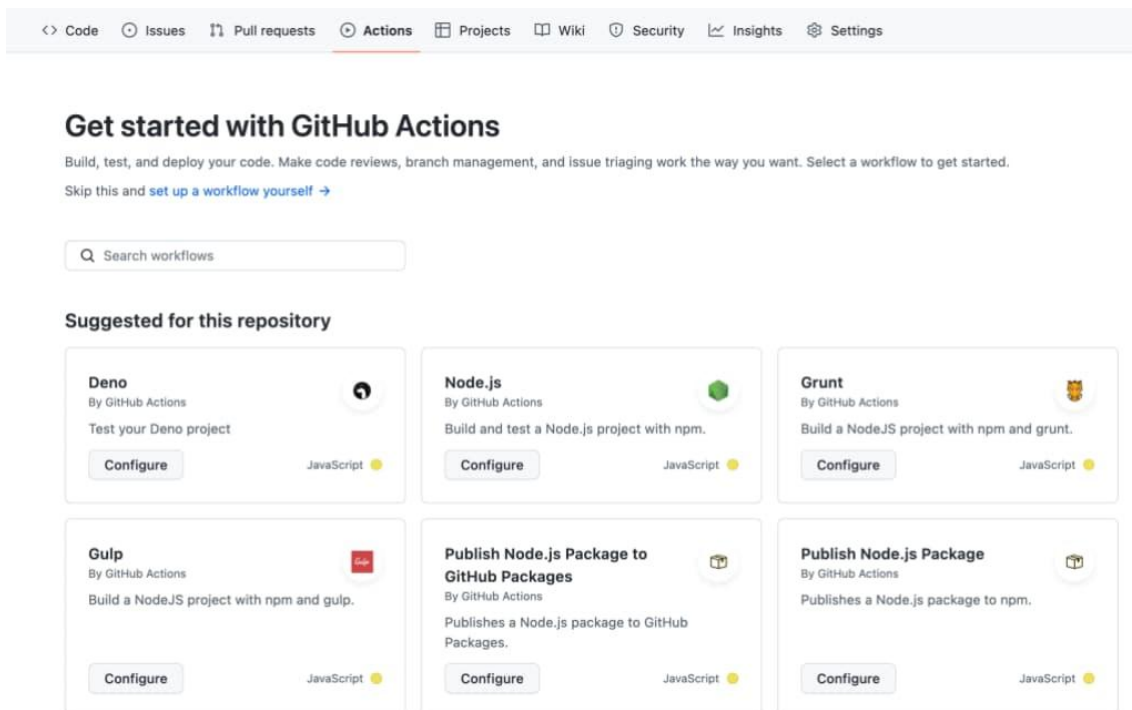 Code Issues Pull requests Actions Projects Wiki Security Insights Settings
Get started with GitHub Actions
Build, test, and deploy your code. Make code reviews, branch management, and issue triaging work the way you want. Select a workflow to get started.
Skip this and set up a workflow yourself →
Search workflows
Suggested for this repository
Deno
By GitHub Actions
Test your Deno project
Configure
JavaScript
Node.js
By GitHub Actions
Build and test a Node.js project with npm.
Configure
JavaScript
Grunt
By GitHub Actions
Build a NodeJS project with npm and grunt.
Configure
JavaScript
Gulp
By GitHub Actions
Gulp
Build a NodeJS project with npm and gulp.
Configure
JavaScript
Publish Node.js Package to
GitHub Packages
By GitHub Actions
Publishes a Node.js package to GitHub
Packages.
Configure
JavaScript
Publish Node.js Package
By GitHub Actions
Publishes a Node.js package to npm.
Configure
JavaScript